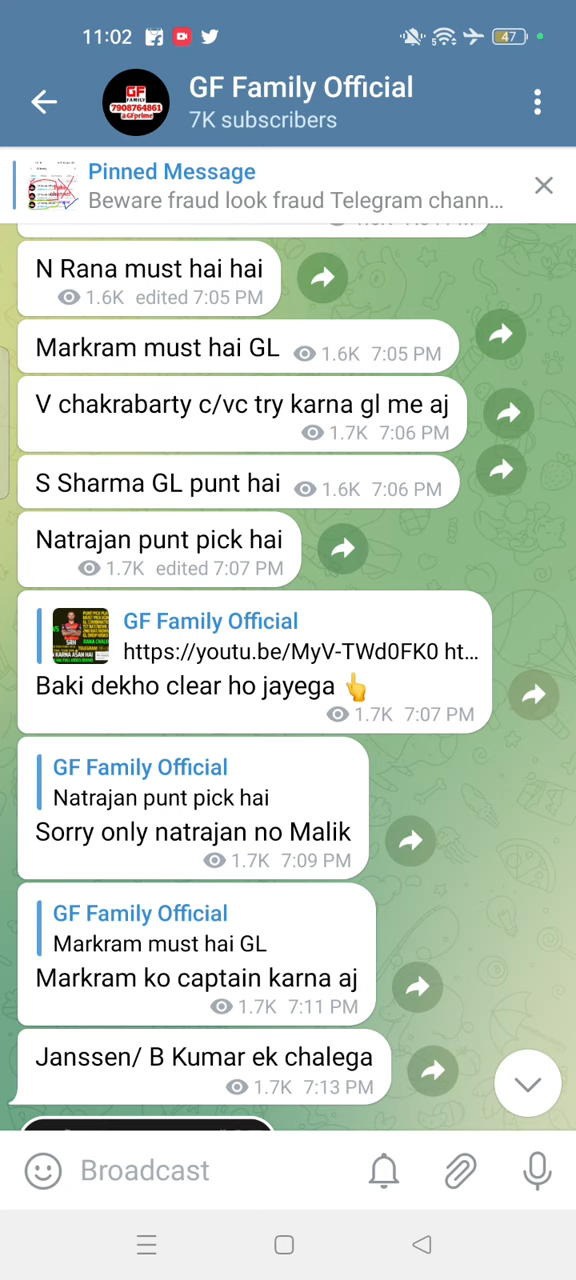 11:02
47
GF
FAMILY
7908764861
GF Family Official
7K subscribers
Pinned Message
Beware fraud look fraud Telegram chann...
N Rana must hai hai
1.6K edited 7:05 PM
Markram must hai GL
1.6K 7:05 PM
V chakrabarty c/vc try karna gl me aj
1.7K 7:06 PM
S Sharma GL punt hai
1.6K 7:06 PM
Natrajan punt pick hai
1.7K edited 7:07 PM
GF Family Official
https://youtu.be/MyV-TWd0FK0 ht...
Baki dekho clear ho jayega 👆
1.7K 7:07 PM
GF Family Official
Natrajan punt pick hai
Sorry only natrajan no Malik
1.7K 7:09 PM
GF Family Official
Markram must hai GL
Markram ko captain karna aj
1.7K 7:11 PM
Janssen/ B Kumar ek chalega
1.7K 7:13 PM
Broadcast